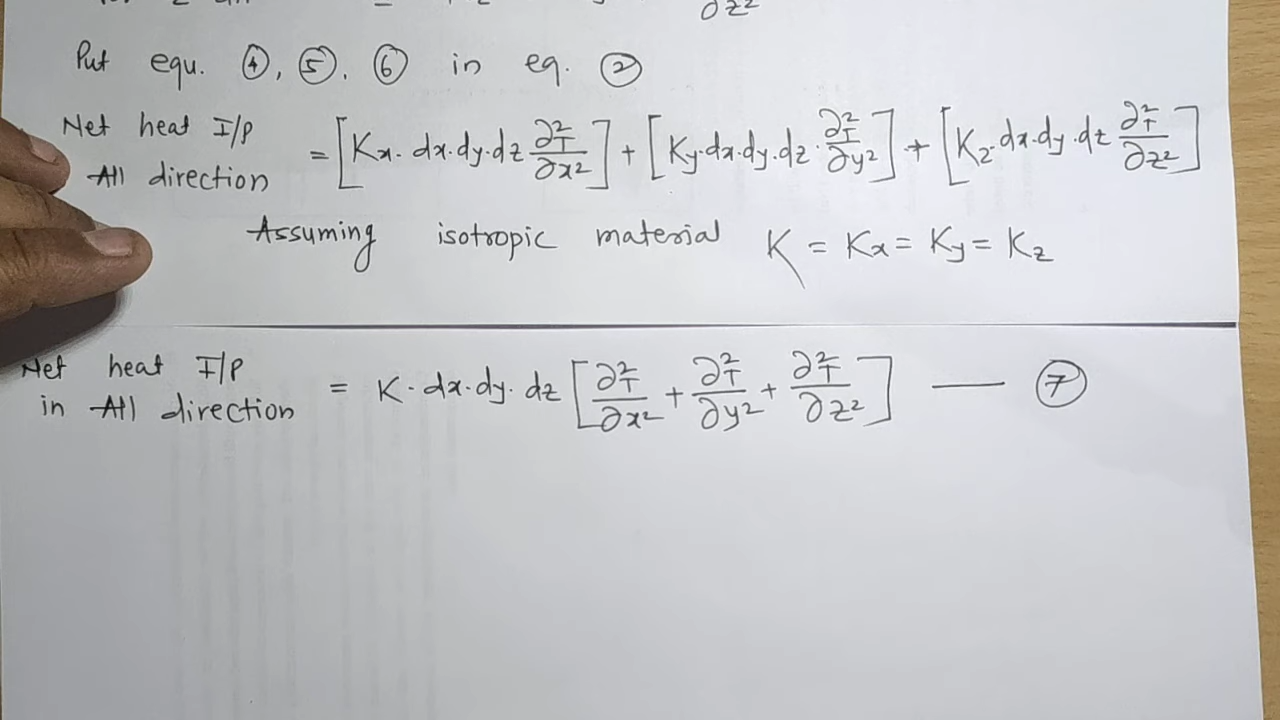 ∂z²
Put equ. ④, ⑤, ⑥ in eq. ②
Net heat I/P All direction = [Kx. dx.dy.dz ∂²T/∂x²] + [Ky.dx.dy.dz. ∂²T/∂y²] + [Kz.dx.dy.dz ∂²T/∂z²]
Assuming isotropic material K = Kx = Ky = Kz
Net heat I/P in All direction = K. dx.dy. dz [∂²T/∂x² + ∂²T/∂y² + ∂²T/∂z²] — ⑦